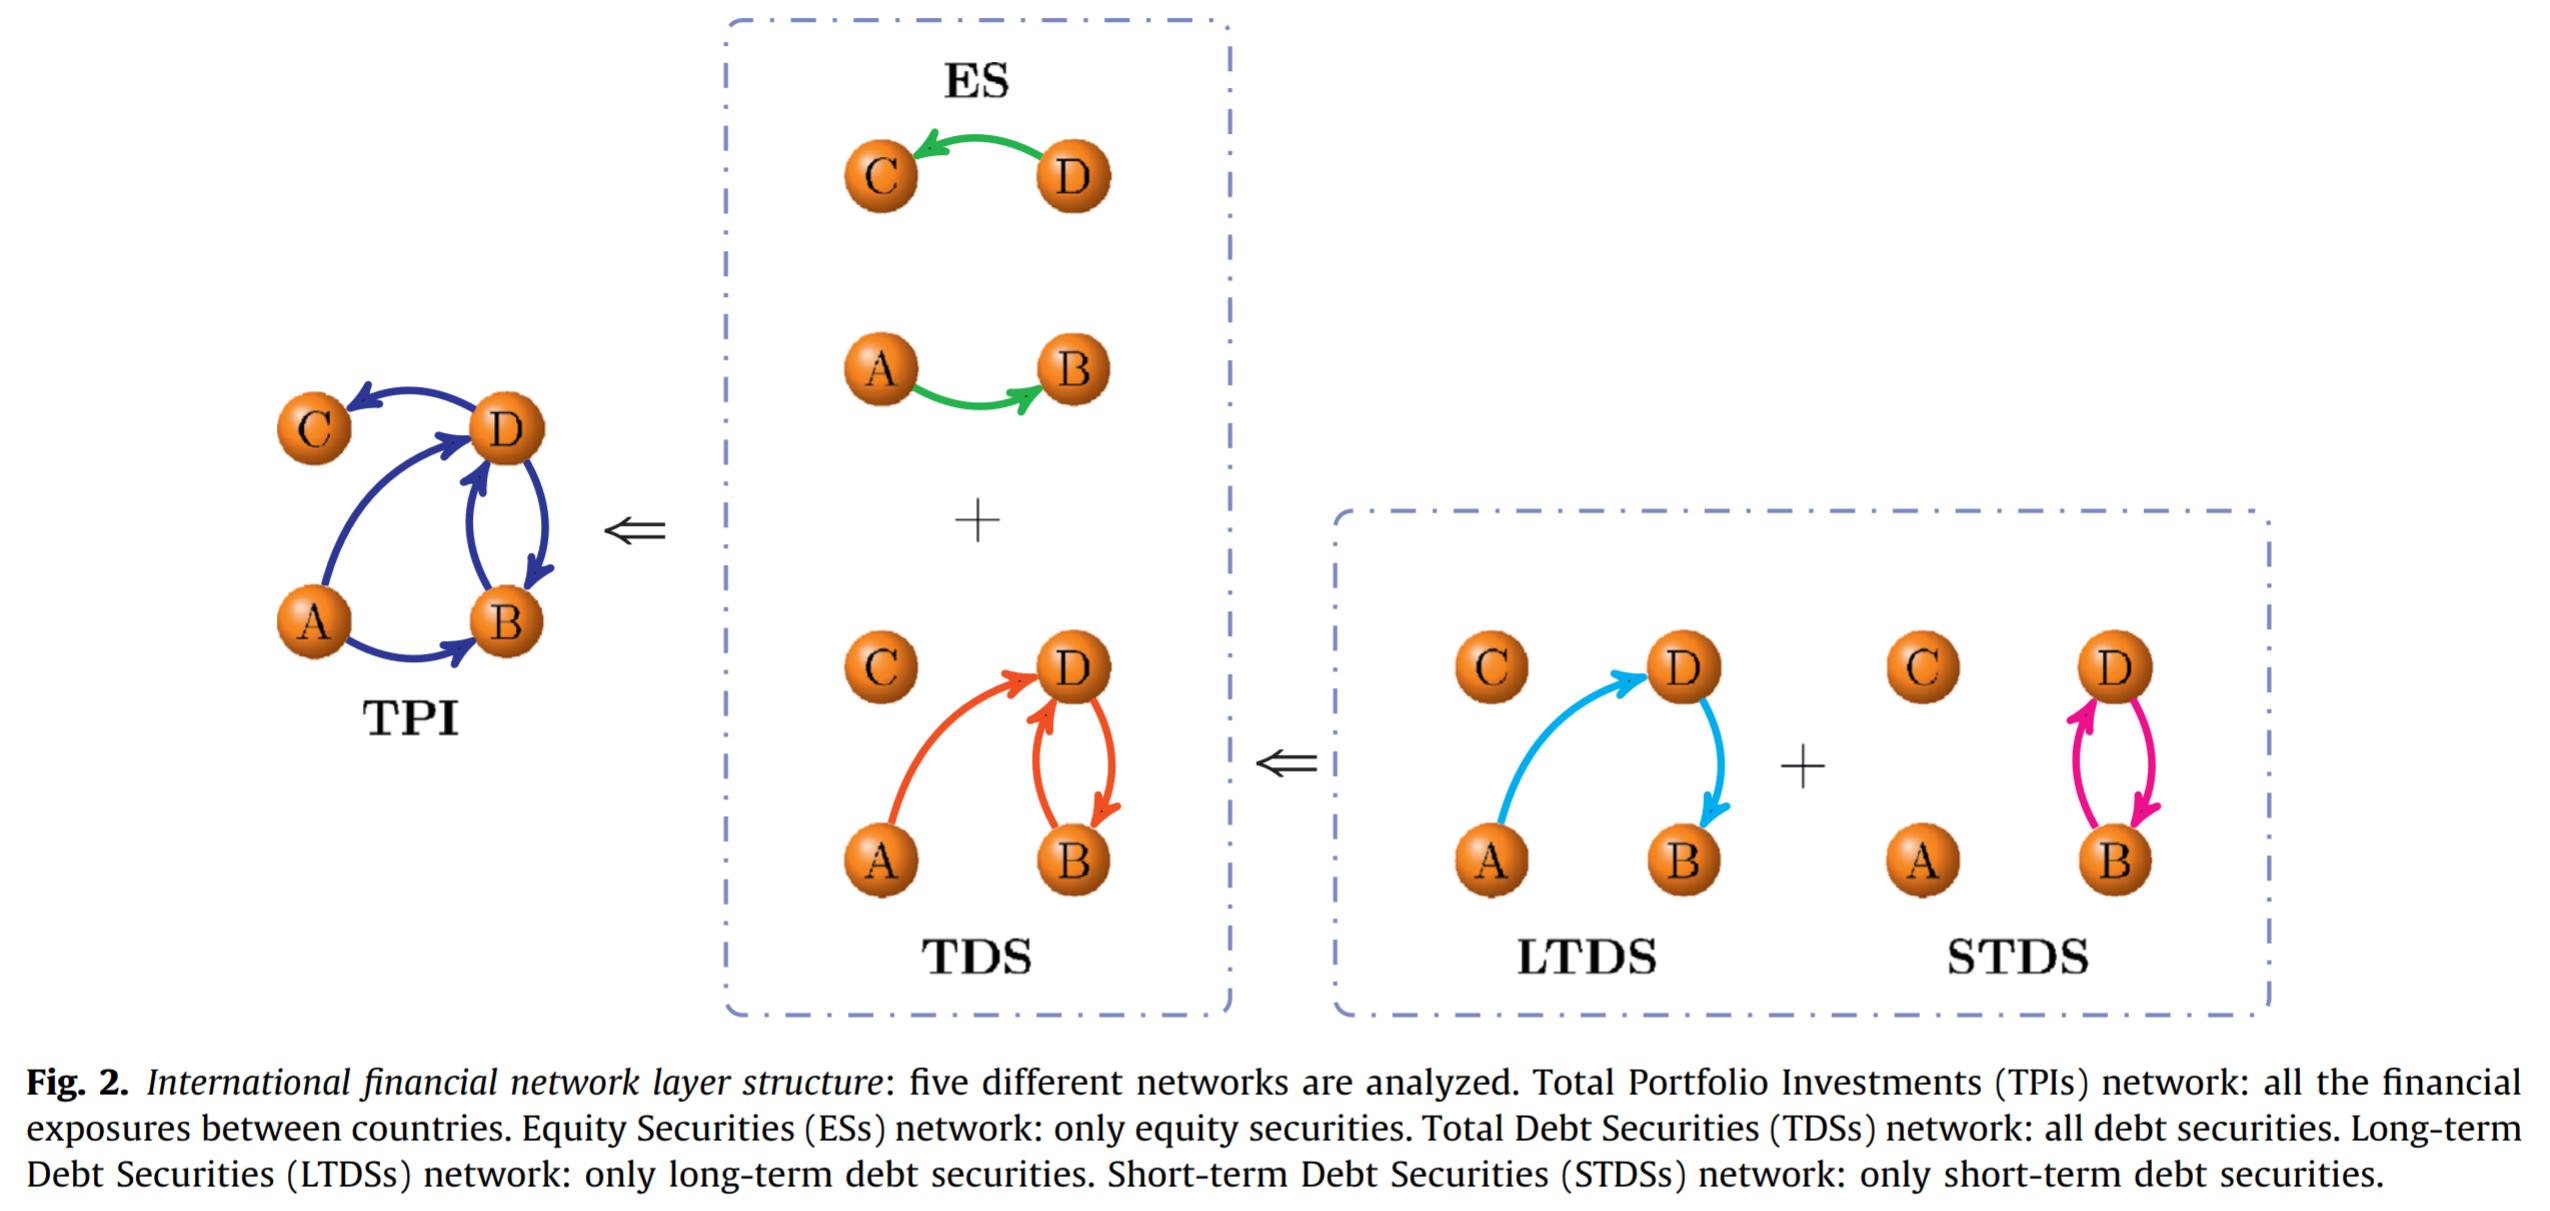 ES
C D
A B
+
C D
A B
TPI
⇐
C D
A B
TDS
⇐
C D
A B
LTDS
+
C D
A B
STDS
Fig. 2. International financial network layer structure: five different networks are analyzed. Total Portfolio Investments (TPIs) network: all the financial
exposures between countries. Equity Securities (ESs) network: only equity securities. Total Debt Securities (TDSs) network: all debt securities. Long-term
Debt Securities (LTDSs) network: only long-term debt securities. Short-term Debt Securities (STDSs) network: only short-term debt securities.